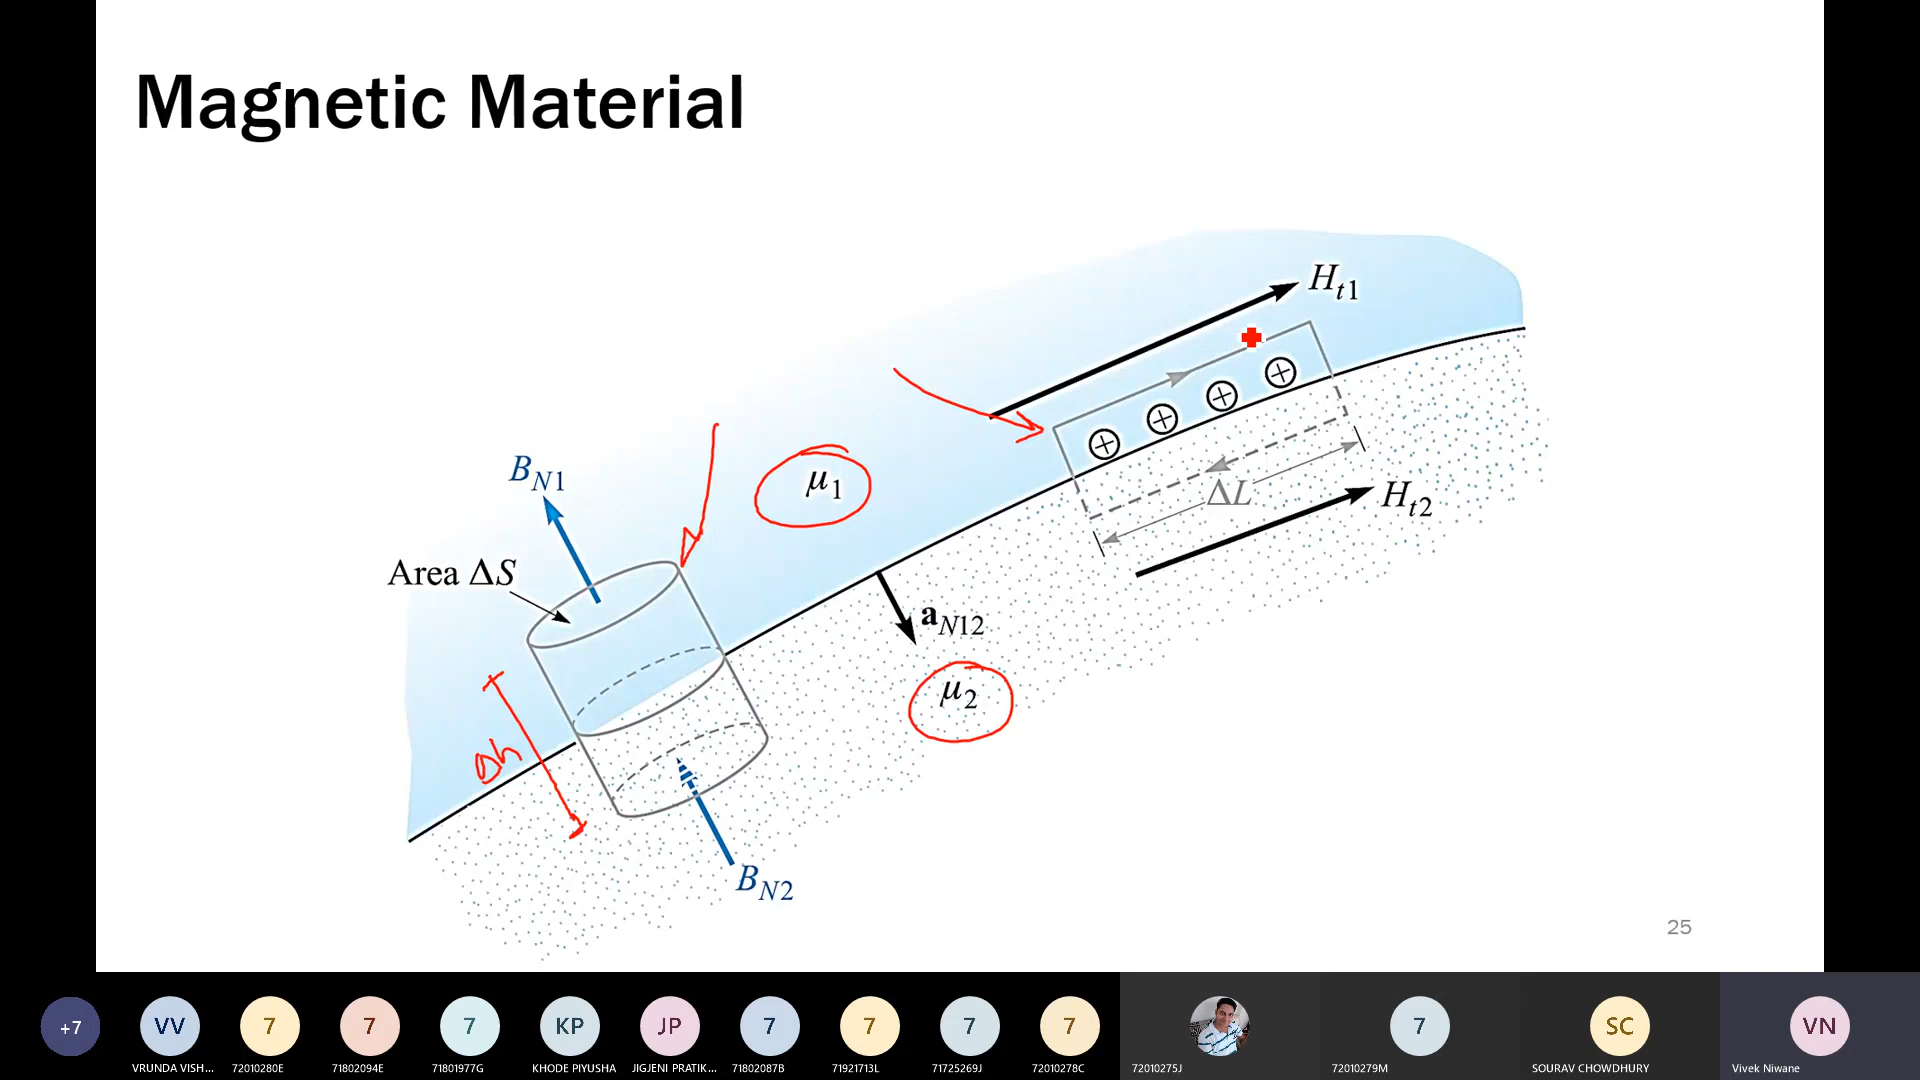 Magnetic Material
H_t1
B_N1
μ_1
ΔL
H_t2
Area ΔS
a_N12
μ_2
Δh
B_N2
25
+7
VV
7
7
7
KP
JP
7
7
7
7
7
SC
VN
VRUNDA VISH...
72010280E
71802094E
71801977G
KHODE PIYUSHA
JIGJENI PRATIK...
71802087B
71921713L
71725269J
72010278C
72010275J
72010279M
SOURAV CHOWDHURY
Vivek Niwane